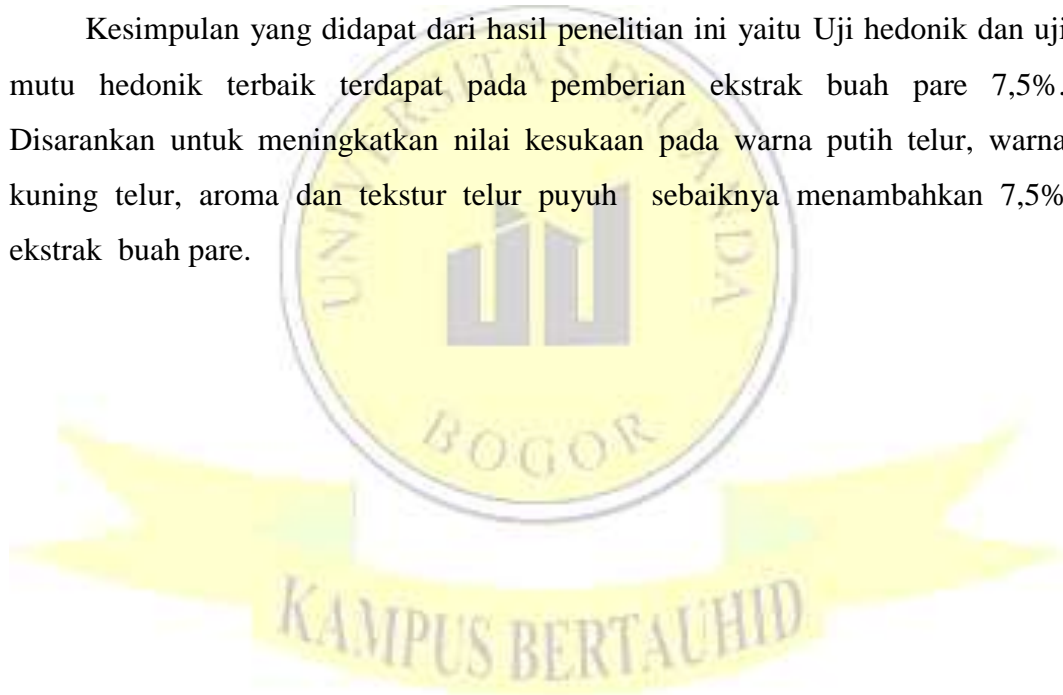 Kesimpulan yang didapat dari hasil penelitian ini yaitu Uji hedonik dan uji
mutu hedonik terbaik terdapat pada pemberian ekstrak buah pare 7,5%.
Disarankan untuk meningkatkan nilai kesukaan pada warna putih telur, warna
kuning telur, aroma dan tekstur telur puyuh sebaiknya menambahkan 7,5%
ekstrak buah pare.
UNIVERSITAS DJUANDA
BOGOR
KAMPUS BERTAUHID